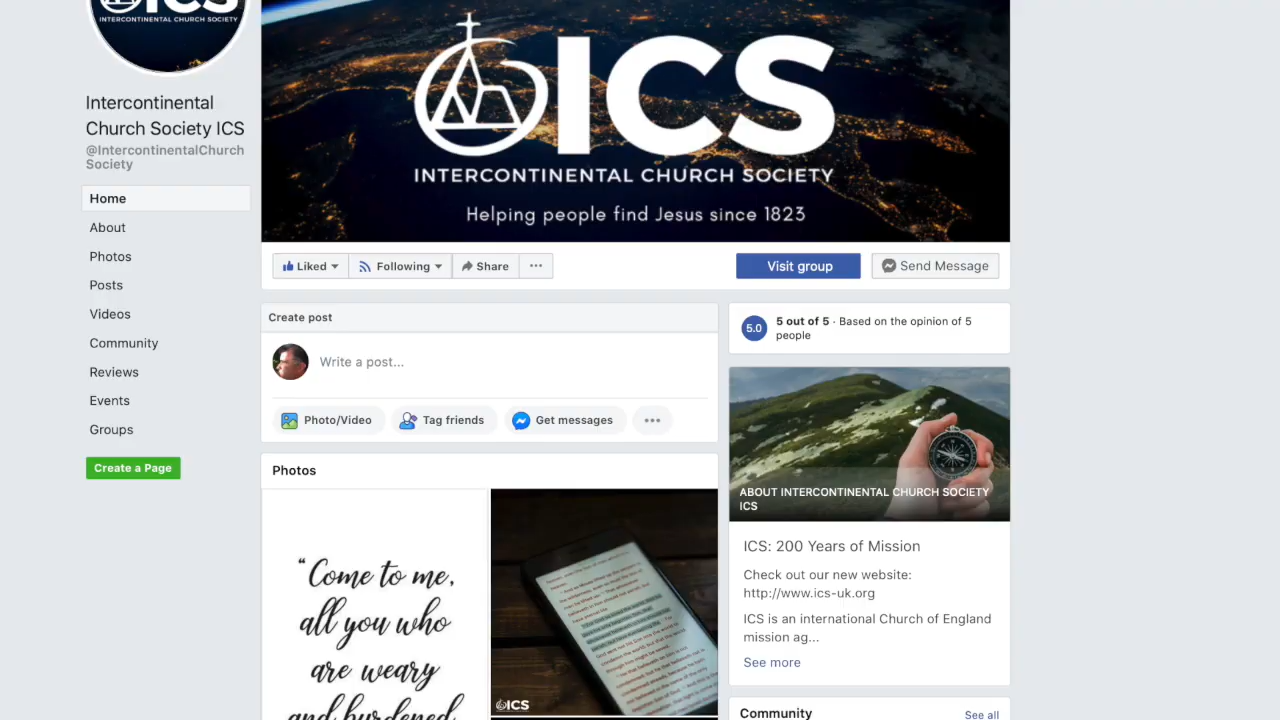 ICS
INTERCONTINENTAL CHURCH SOCIETY
Intercontinental
Church Society ICS
@IntercontinentalChurch
Society
Home
About
Photos
Posts
Videos
Community
Reviews
Events
Groups
Create a Page
ICS
INTERCONTINENTAL CHURCH SOCIETY
Helping people find Jesus since 1823
Liked
Following
Share
Visit group
Send Message
Create post
Write a post...
Photo/Video
Tag friends
Get messages
Photos
“Come to me,
all you who
are weary
and burdened
ICS
5.0
5 out of 5 · Based on the opinion of 5
people
ABOUT INTERCONTINENTAL CHURCH SOCIETY
ICS
ICS: 200 Years of Mission
Check out our new website:
http://www.ics-uk.org
ICS is an international Church of England
mission ag...
See more
Community
See all